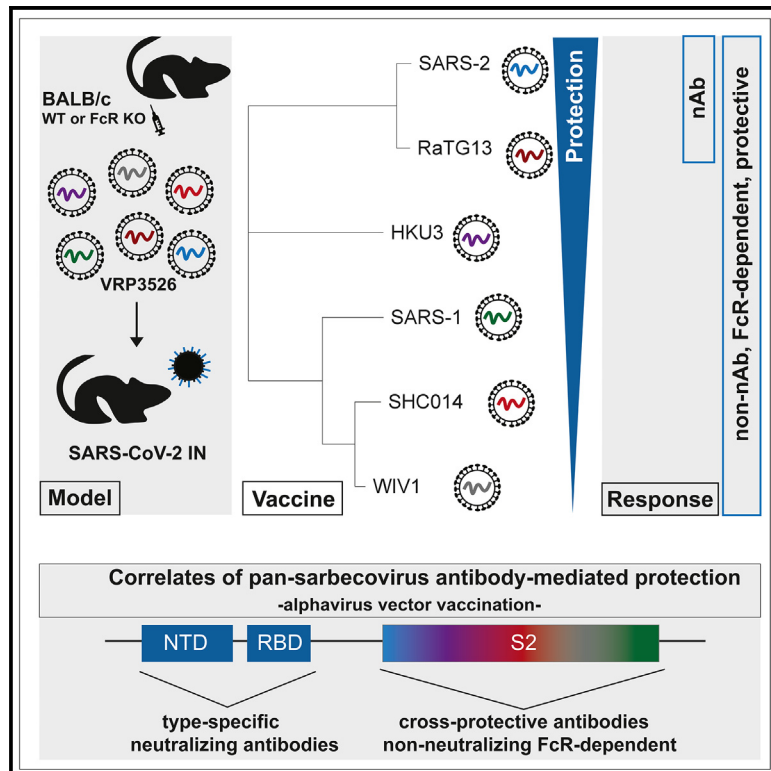 BALB/c
WT or FcR KO
VRP3526
SARS-CoV-2 IN
Model
SARS-2
RaTG13
HKU3
SARS-1
SHC014
WIV1
Vaccine
Protection
nAb
non-nAb, FcR-dependent, protective
Response
Correlates of pan-sarbecovirus antibody-mediated protection
-alphavirus vector vaccination-
NTD
RBD
S2
type-specific
neutralizing antibodies
cross-protective antibodies
non-neutralizing FcR-dependent